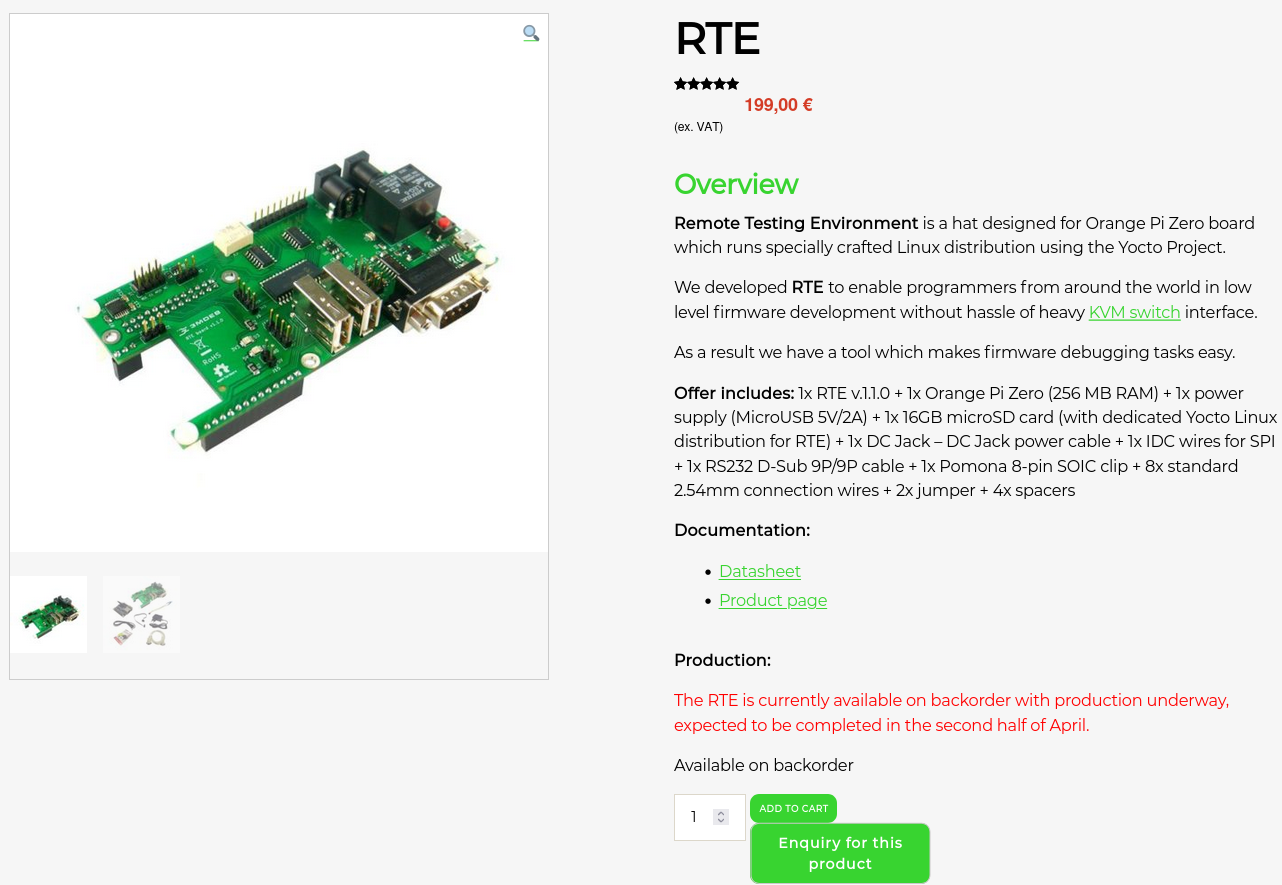 RTE
199,00 €
(ex. VAT)
Overview
Remote Testing Environment is a hat designed for Orange Pi Zero board
which runs specially crafted Linux distribution using the Yocto Project.
We developed RTE to enable programmers from around the world in low
level firmware development without hassle of heavy KVM switch interface.
As a result we have a tool which makes firmware debugging tasks easy.
Offer includes: 1x RTE v.1.1.0 + 1x Orange Pi Zero (256 MB RAM) + 1x power
supply (MicroUSB 5V/2A) + 1x 16GB microSD card (with dedicated Yocto Linux
distribution for RTE) + 1x DC Jack – DC Jack power cable + 1x IDC wires for SPI
+ 1x RS232 D-Sub 9P/9P cable + 1x Pomona 8-pin SOIC clip + 8x standard
2.54mm connection wires + 2x jumper + 4x spacers
Documentation:
• Datasheet
• Product page
Production:
The RTE is currently available on backorder with production underway,
expected to be completed in the second half of April.
Available on backorder
1
ADD TO CART
Enquiry for this
product
3MDEB
RoHS